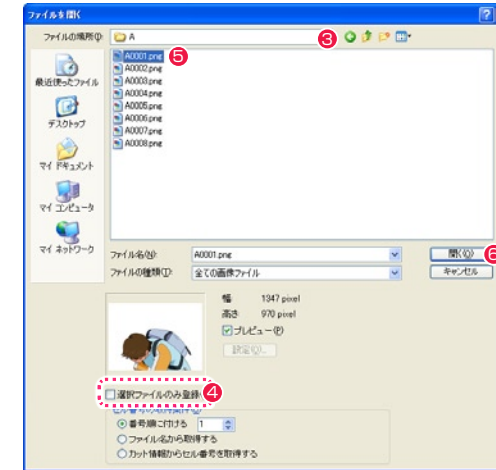 ファイルを開く
?
ファイルの場所(I):
A
3
A0001.png
5
A0002.png
A0003.png
A0004.png
A0005.png
A0006.png
A0007.png
A0008.png
最近使ったファイル
デスクトップ
マイ ドキュメント
マイ コンピュータ
マイ ネットワーク
ファイル名(N):
A0001.png
開く(O)
6
ファイルの種類(T):
全ての画像ファイル
キャンセル
幅 1347 pixel
高さ 970 pixel
プレビュー(P)
設定(O)...
選択ファイルのみ登録
4
番号順に付ける 1
ファイル名から取得する
カット情報からセル番号を取得する